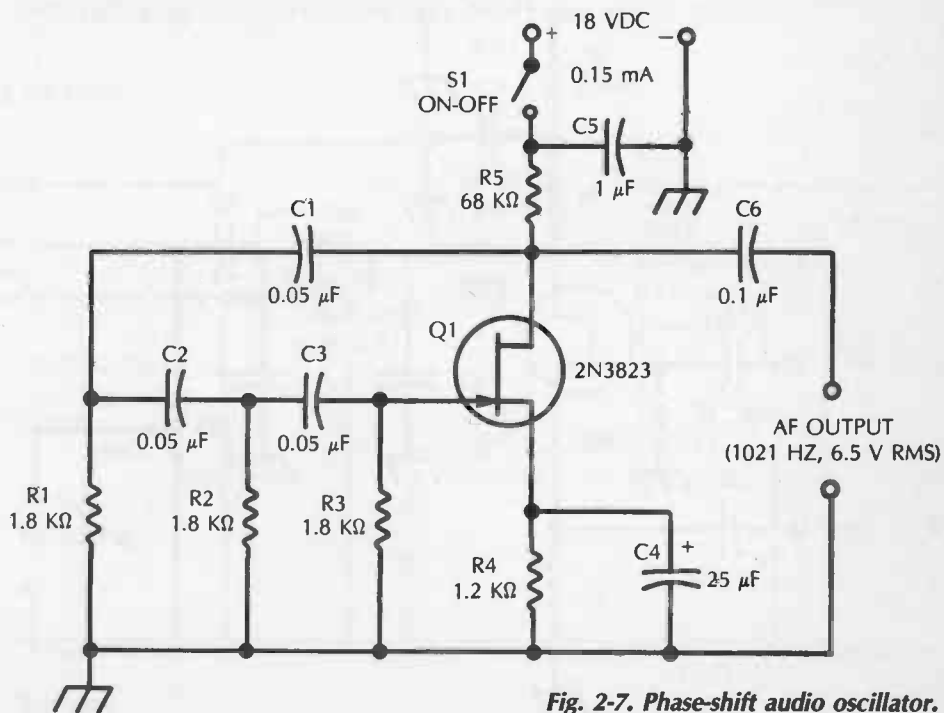 + 18 VDC −
S1
ON-OFF
0.15 mA
C5
1 µF
R5
68 KΩ
C1
0.05 µF
C6
0.1 µF
Q1
2N3823
C2
0.05 µF
C3
0.05 µF
AF OUTPUT
(1021 HZ, 6.5 V RMS)
R1
1.8 KΩ
R2
1.8 KΩ
R3
1.8 KΩ
R4
1.2 KΩ
C4 +
25 µF
Fig. 2-7. Phase-shift audio oscillator.